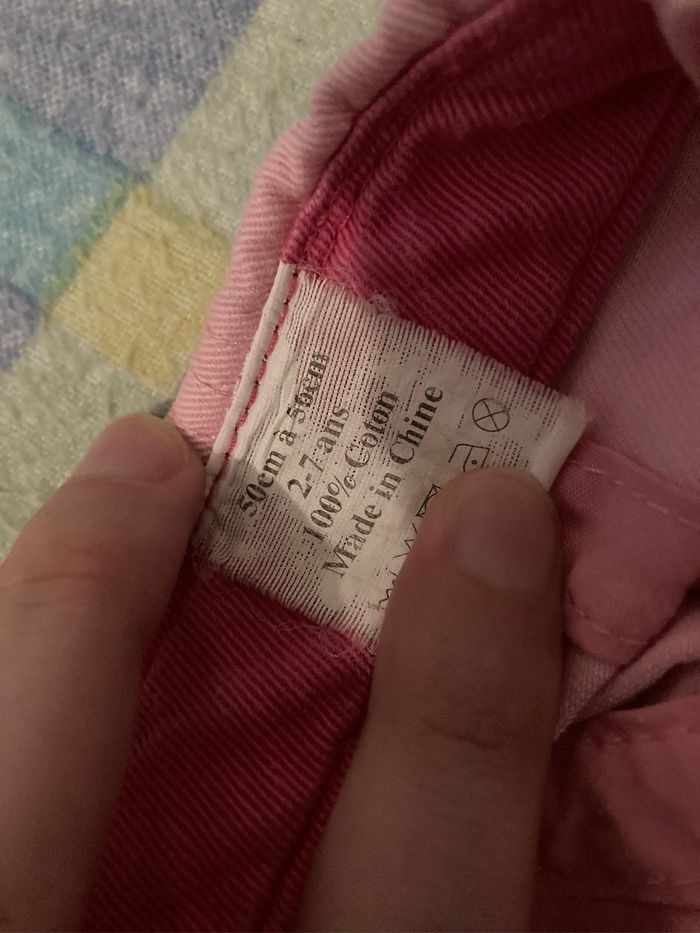 50cm à 56cm
2-7 ans
100% Coton
Made in Chine